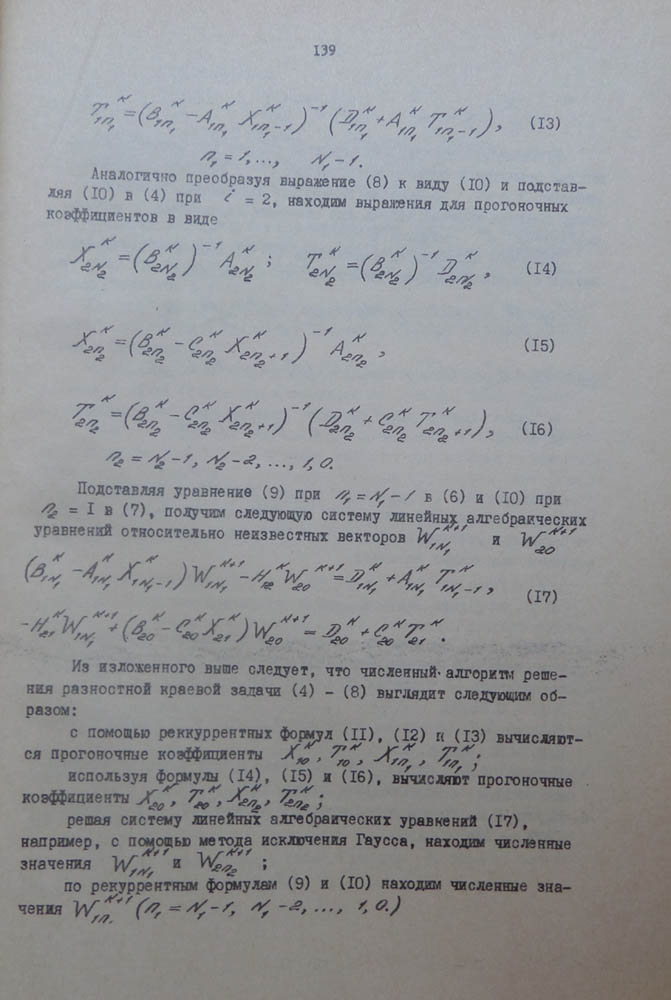 139
T_{1n_1}^к = (B_{1n_1}^к - A_{1n_1}^к X_{1n_1-1}^к)^{-1} (D_{1n_1}^к + A_{1n_1}^к T_{1n_1-1}^к), (13)
n_1 = 1, ..., N_1 - 1.
Аналогично преобразуя выражение (8) к виду (10) и подстав-
ляя (10) в (4) при i = 2, находим выражения для прогоночных
коэффициентов в виде
X_{2N_2}^к = (B_{2N_2}^к)^{-1} A_{2N_2}^к ; T_{2N_2}^к = (B_{2N_2}^к)^{-1} D_{2N_2}^к, (14)
X_{2n_2}^к = (B_{2n_2}^к - C_{2n_2}^к X_{2n_2+1}^к)^{-1} A_{2n_2}^к, (15)
T_{2n_2}^к = (B_{2n_2}^к - C_{2n_2}^к X_{2n_2+1}^к)^{-1} (D_{2n_2}^к + C_{2n_2}^к T_{2n_2+1}^к), (16)
n_2 = N_2 - 1, N_2 - 2, ..., 1, 0.
Подставляя уравнение (9) при n_1 = N_1 - 1 в (6) и (10) при
n_2 = I в (7), получим следующую систему линейных алгебраических
уравнений относительно неизвестных векторов W_{1N_1}^{к+1} и W_{20}^{к+1}
(B_{1N_1}^к - A_{1N_1}^к X_{1N_1-1}^к) W_{1N_1}^{к+1} - H_{12}^к W_{20}^{к+1} = D_{1N_1}^к + A_{1N_1}^к T_{1N_1-1}^к, (17)
-H_{21}^к W_{1N_1}^{к+1} + (B_{20}^к - C_{20}^к X_{21}^к) W_{20}^{к+1} = D_{20}^к + C_{20}^к T_{21}^к.
Из изложенного выше следует, что численный алгоритм реше-
ния разностной краевой задачи (4) - (8) выглядит следующим об-
разом:
с помощью реккуррентных формул (11), (12) и (13) вычисляют-
ся прогоночные коэффициенты X_{10}^к, T_{10}^к, X_{1n_1}^к, T_{1n_1}^к ;
используя формулы (14), (15) и (16), вычисляют прогоночные
коэффициенты X_{20}^к, T_{20}^к, X_{2n_2}^к, T_{2n_2}^к ;
решая систему линейных алгебраических уравнений (17),
например, с помощью метода исключения Гаусса, находим численные
значения W_{1N_1}^{к+1} и W_{2n_2}^{к+1} ;
по рекуррентным формулам (9) и (10) находим численные зна-
чения W_{1n_1}^{к+1} (n_1 = N_1 - 1, N_1 - 2, ..., 1, 0.)